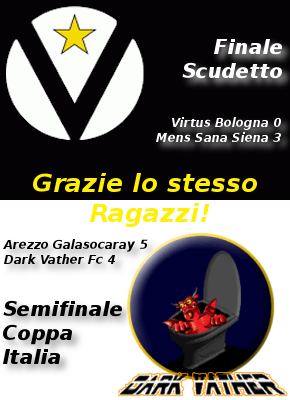 Finale
Scudetto
Virtus Bologna 0
Mens Sana Siena 3
Grazie lo stesso
Ragazzi!
Arezzo Galasocaray 5
Dark Vather Fc 4
Semifinale
Coppa
Italia
DARK VATHER